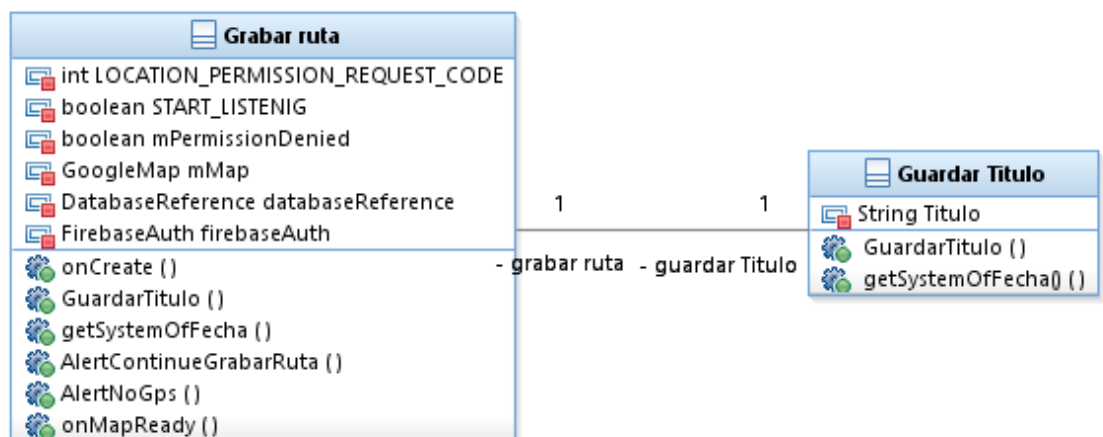 Grabar ruta
int LOCATION_PERMISSION_REQUEST_CODE
boolean START_LISTENIG
boolean mPermissionDenied
GoogleMap mMap
DatabaseReference databaseReference
FirebaseAuth firebaseAuth
onCreate ( )
GuardarTitulo ( )
getSystemOfFecha ( )
AlertContinueGrabarRuta ( )
AlertNoGps ( )
onMapReady ( )
1
1
- grabar ruta
- guardar Titulo
Guardar Titulo
String Titulo
GuardarTitulo ( )
getSystemOfFecha() ( )